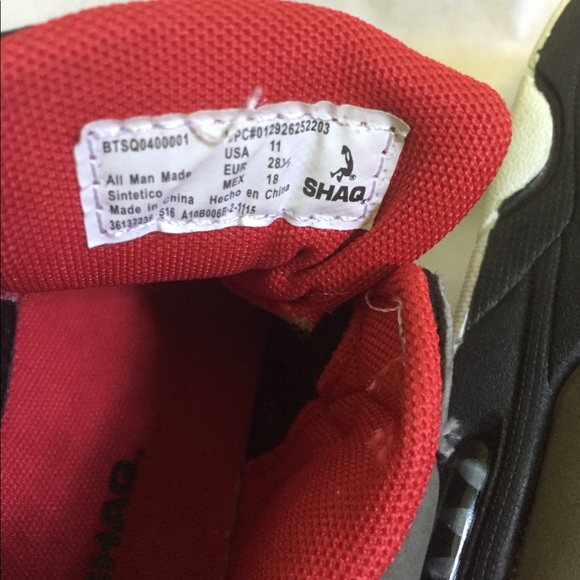 BTSQ0400001 UPC#012926252203
USA 11
EUR 28½
All Man Made MEX 18
Sintetico Hecho en China
Made in China
S16
SHAQ
SHAQ